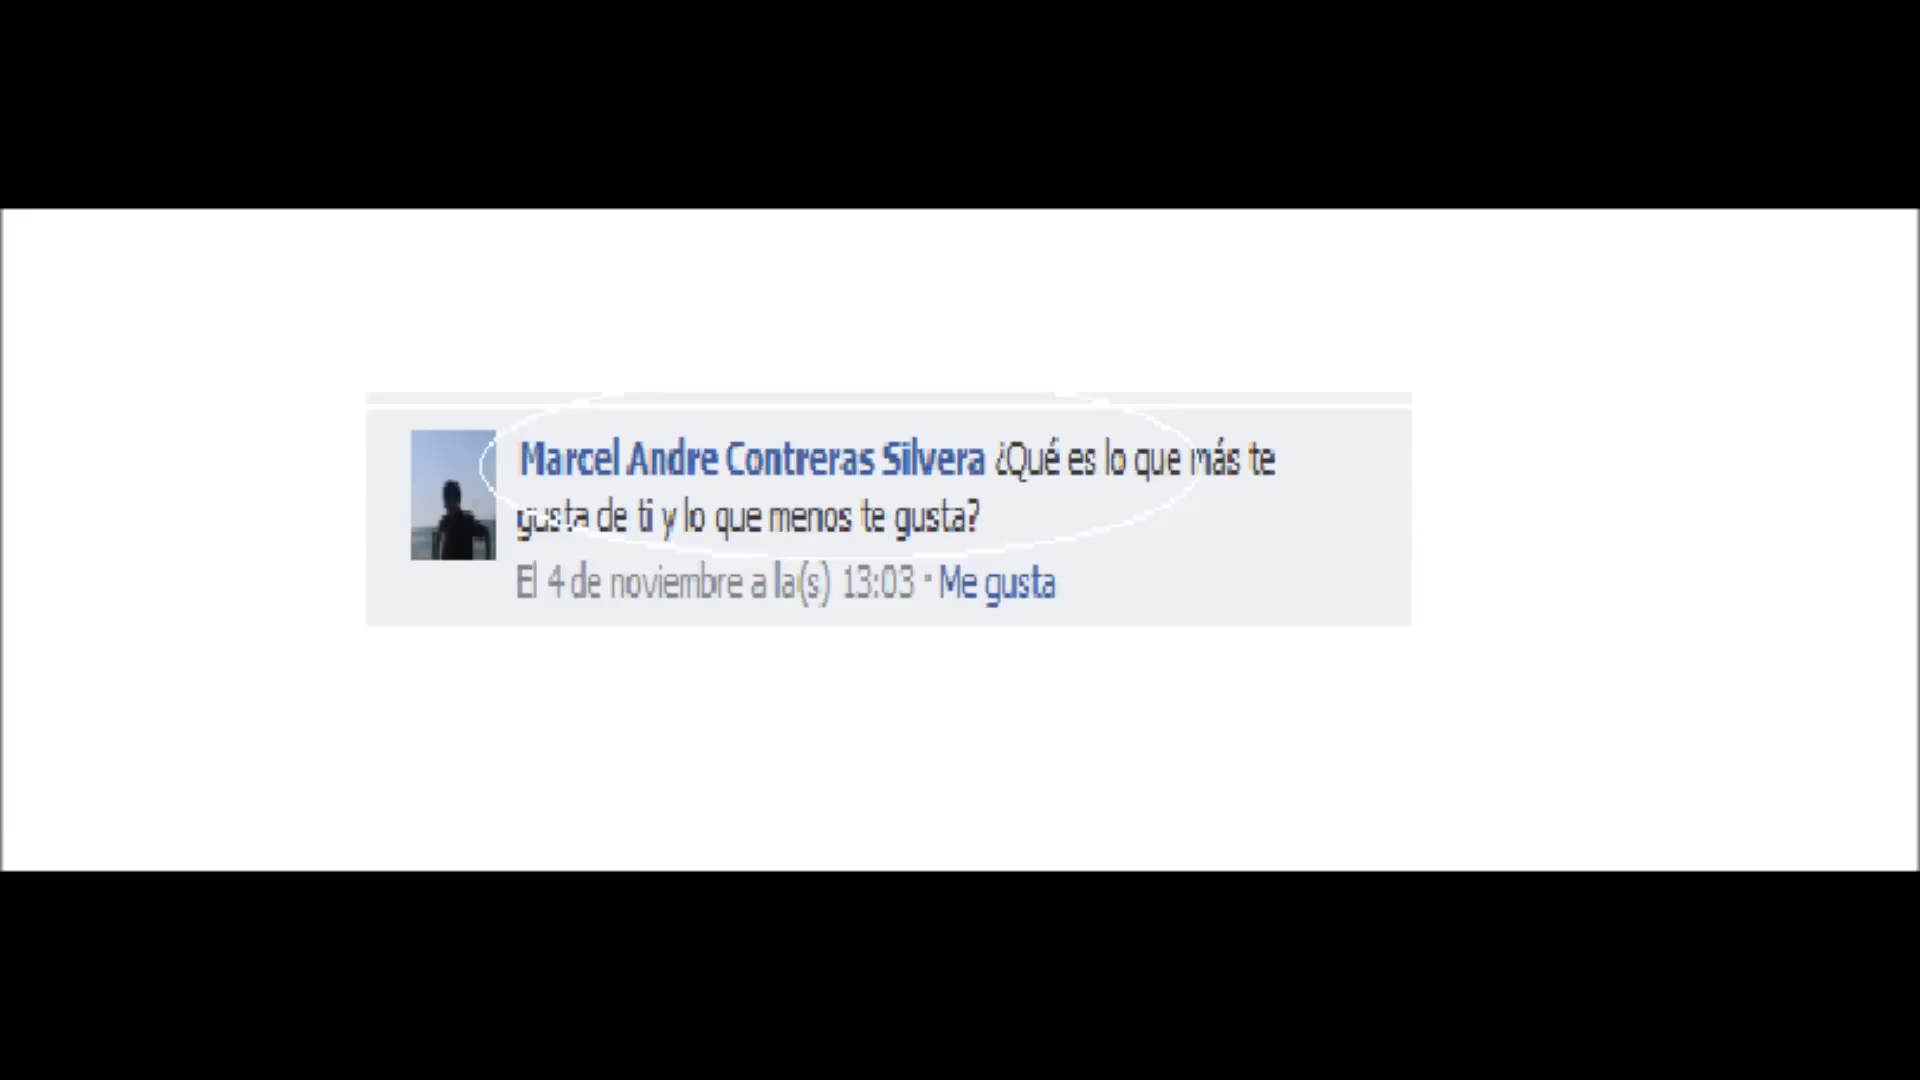 Marcel Andre Contreras Silvera ¿Qué es lo que más te
gusta de ti y lo que menos te gusta?
El 4 de noviembre a la(s) 13:03 · Me gusta